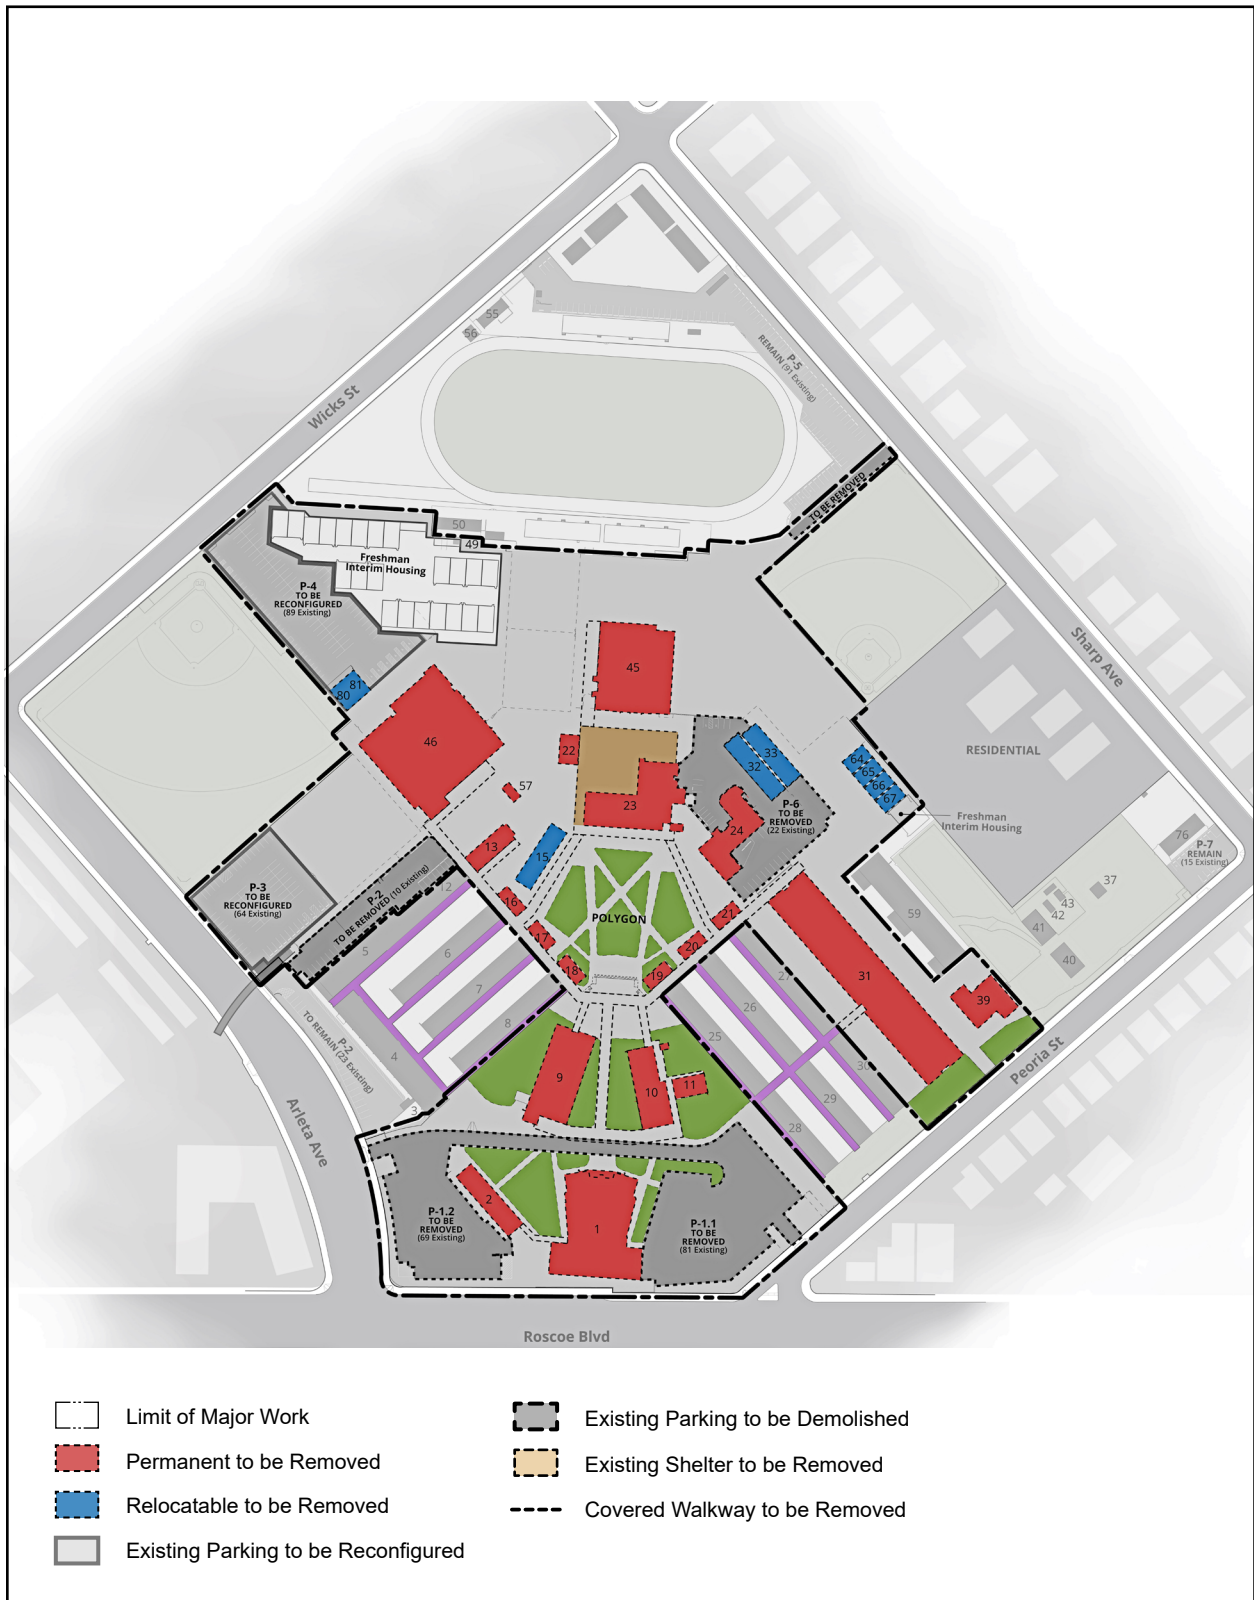 55
56
P-5
REMAIN (91 Existing)
Wicks St
TO BE REMOVED
50
49
Freshman
Interim Housing
P-4
TO BE
RECONFIGURED
(89 Existing)
Sharp Ave
45
81
80
46
22
33
32
RESIDENTIAL
64
65
66
67
57
23
P-6
TO BE
REMOVED
(22 Existing)
Freshman
Interim Housing
24
76
P-7
REMAIN
(15 Existing)
13
15
37
12
P-3
TO BE
RECONFIGURED
(64 Existing)
P-2
TO BE REMOVED (10 Existing)
16
43
42
41
59
21
POLYGON
17
20
40
5
6
18
19
27
31
7
26
39
8
25
P-2
TO REMAIN (23 Existing)
4
30
Peoria St
9
10
11
29
3
28
Arleta Ave
2
1
P-1.2
TO BE
REMOVED
(69 Existing)
P-1.1
TO BE
REMOVED
(81 Existing)
Roscoe Blvd
Limit of Major Work
Permanent to be Removed
Relocatable to be Removed
Existing Parking to be Reconfigured
Existing Parking to be Demolished
Existing Shelter to be Removed
Covered Walkway to be Removed